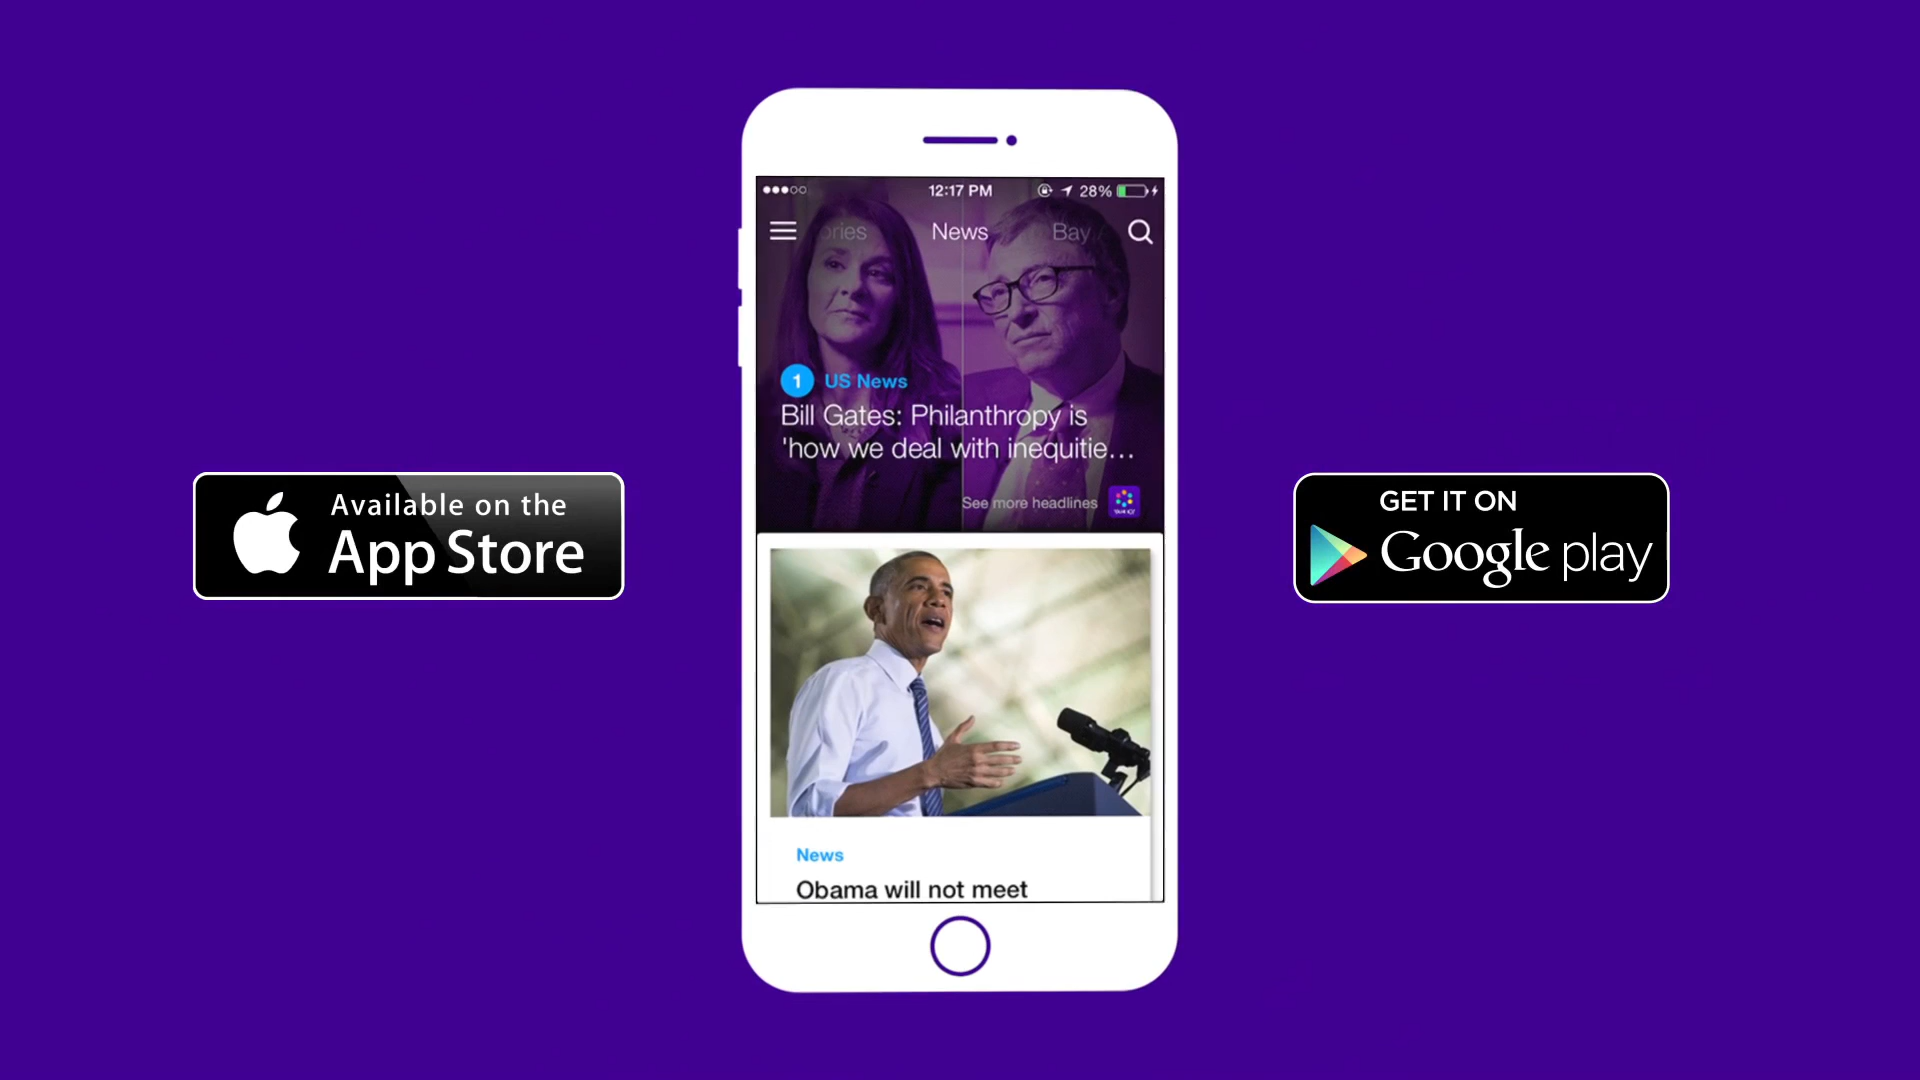 12:17 PM
28%
ories
News
Bay
1 US News
Bill Gates: Philanthropy is
'how we deal with inequitie...
See more headlines
Available on the
App Store
GET IT ON
Google play
News
Obama will not meet